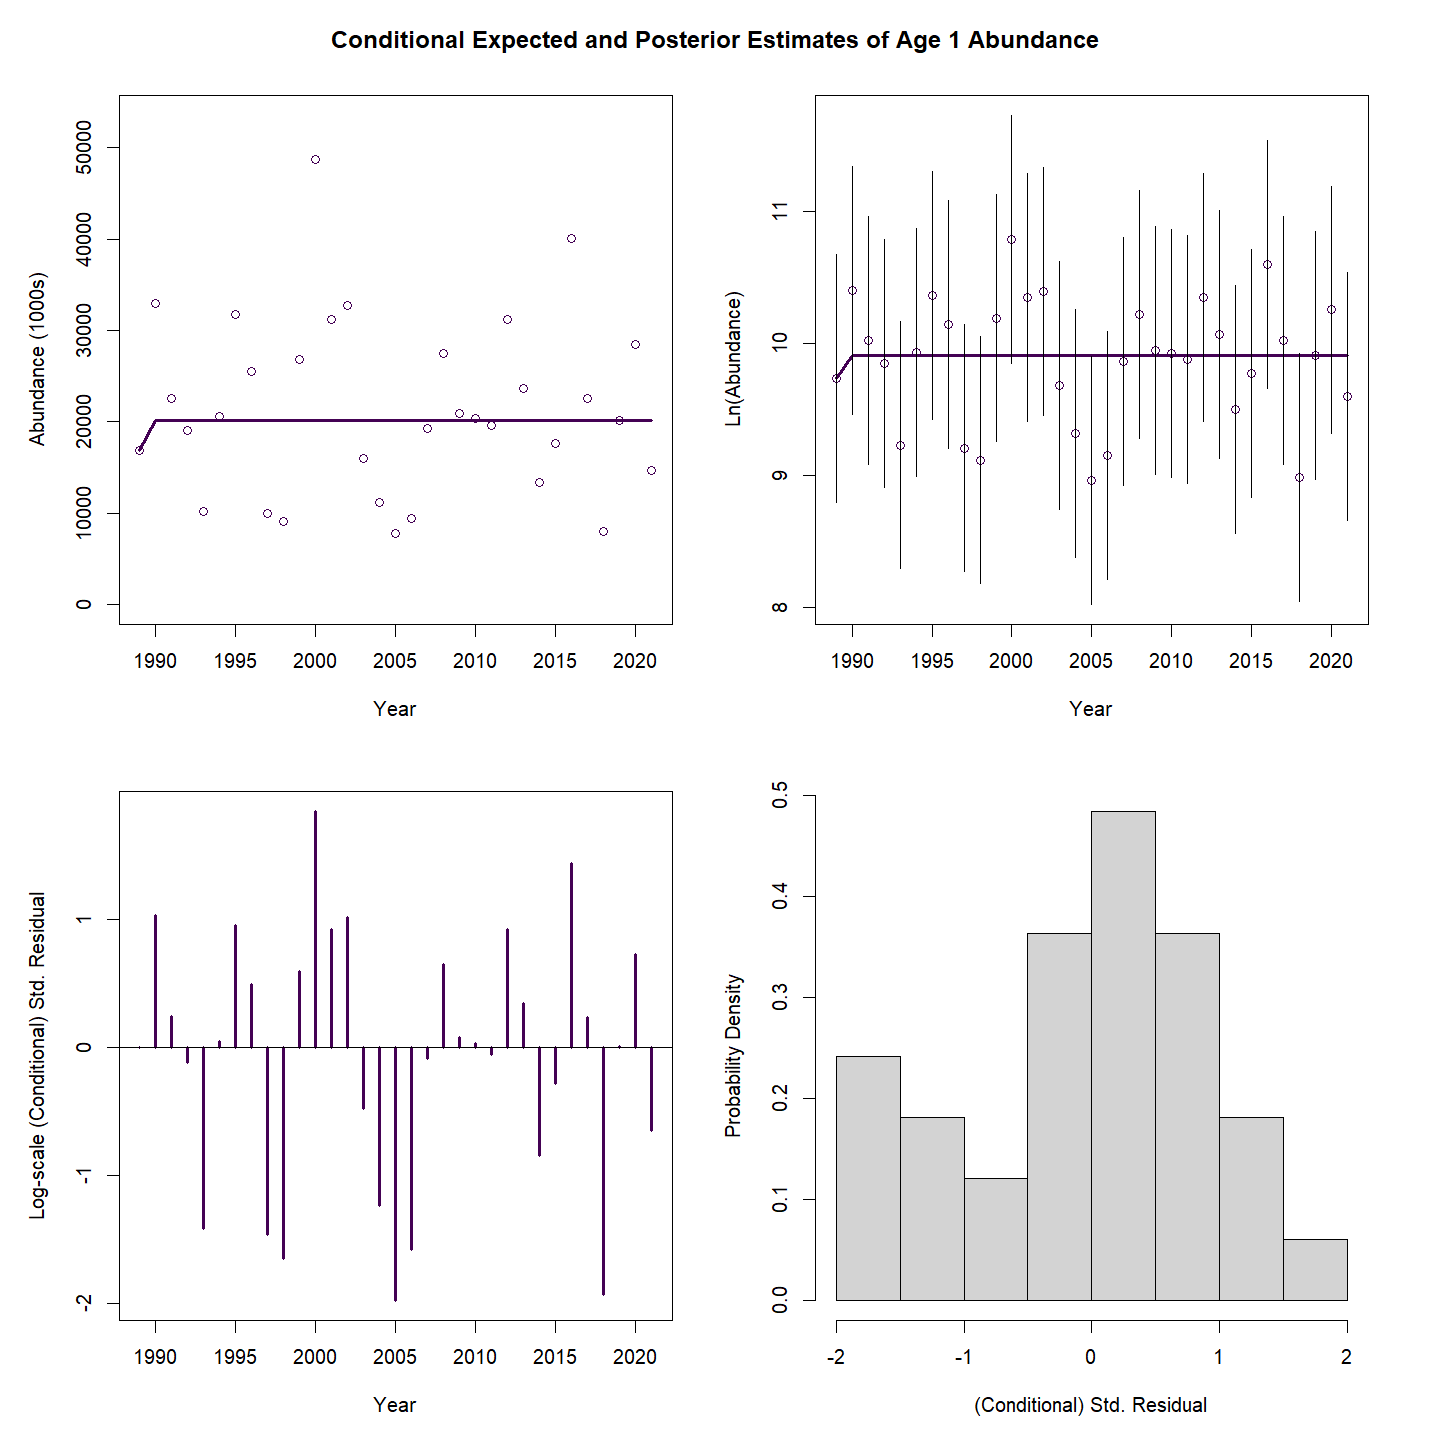 Conditional Expected and Posterior Estimates of Age 1 Abundance
Abundance (1000s)
50000
40000
30000
20000
10000
0
1990 1995 2000 2005 2010 2015 2020
Year
Ln(Abundance)
11
10
9
8
1990 1995 2000 2005 2010 2015 2020
Year
Log-scale (Conditional) Std. Residual
1
0
-1
-2
1990 1995 2000 2005 2010 2015 2020
Year
Probability Density
0.5
0.4
0.3
0.2
0.1
0.0
-2 -1 0 1 2
(Conditional) Std. Residual